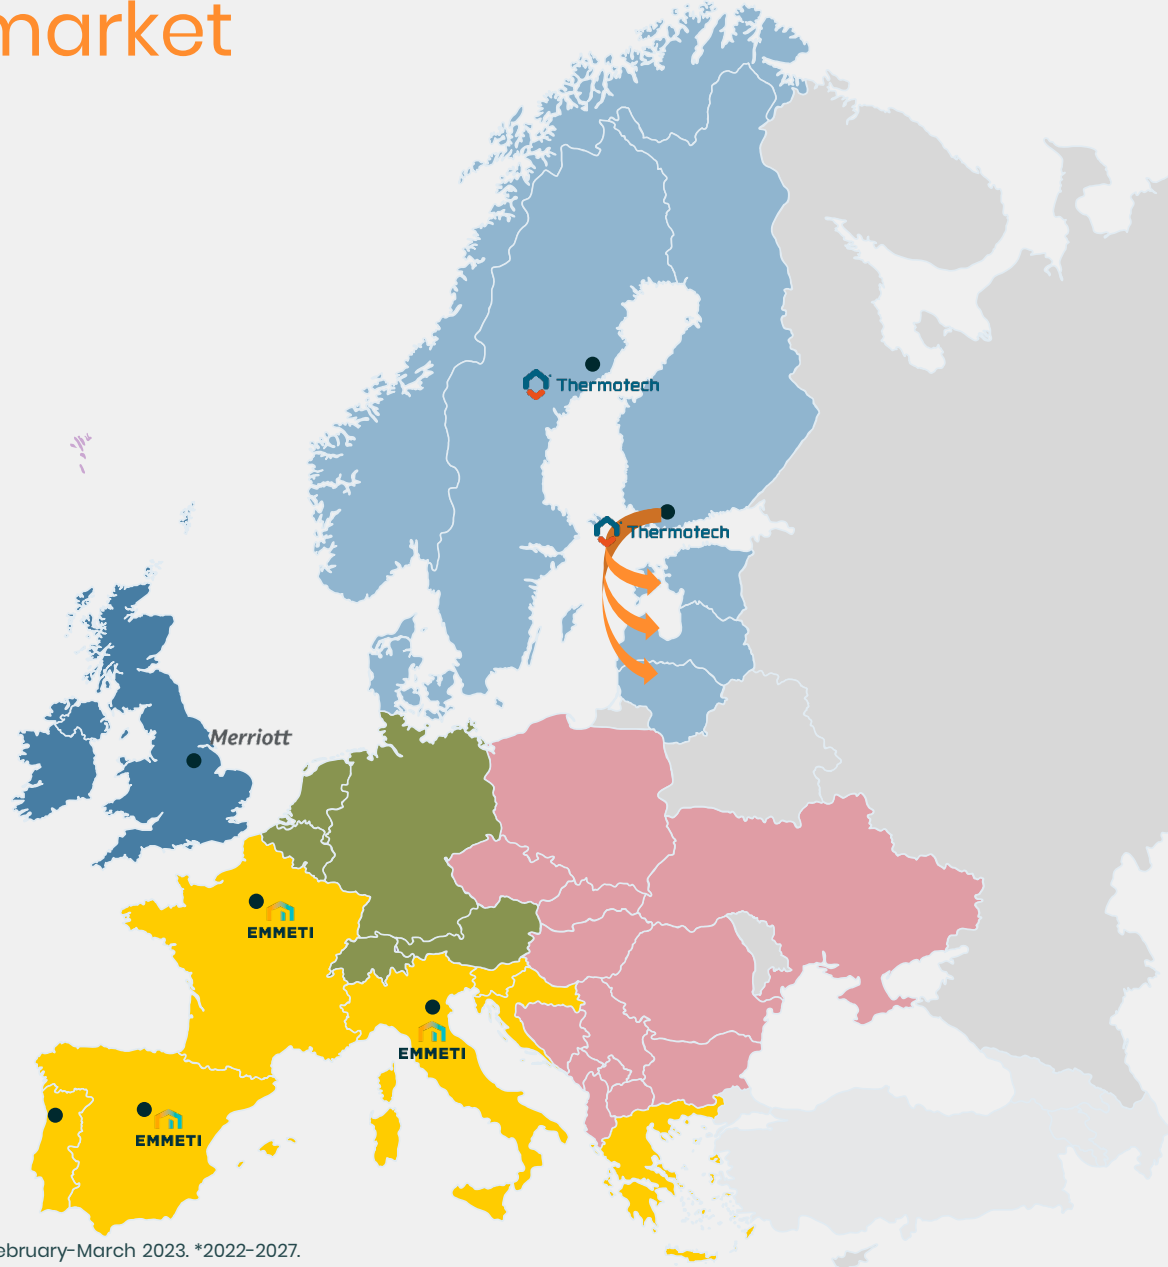 market
Thermotech
Thermotech
Merriott
EMMETI
EMMETI
EMMETI
ebruary-March 2023. *2022-2027.